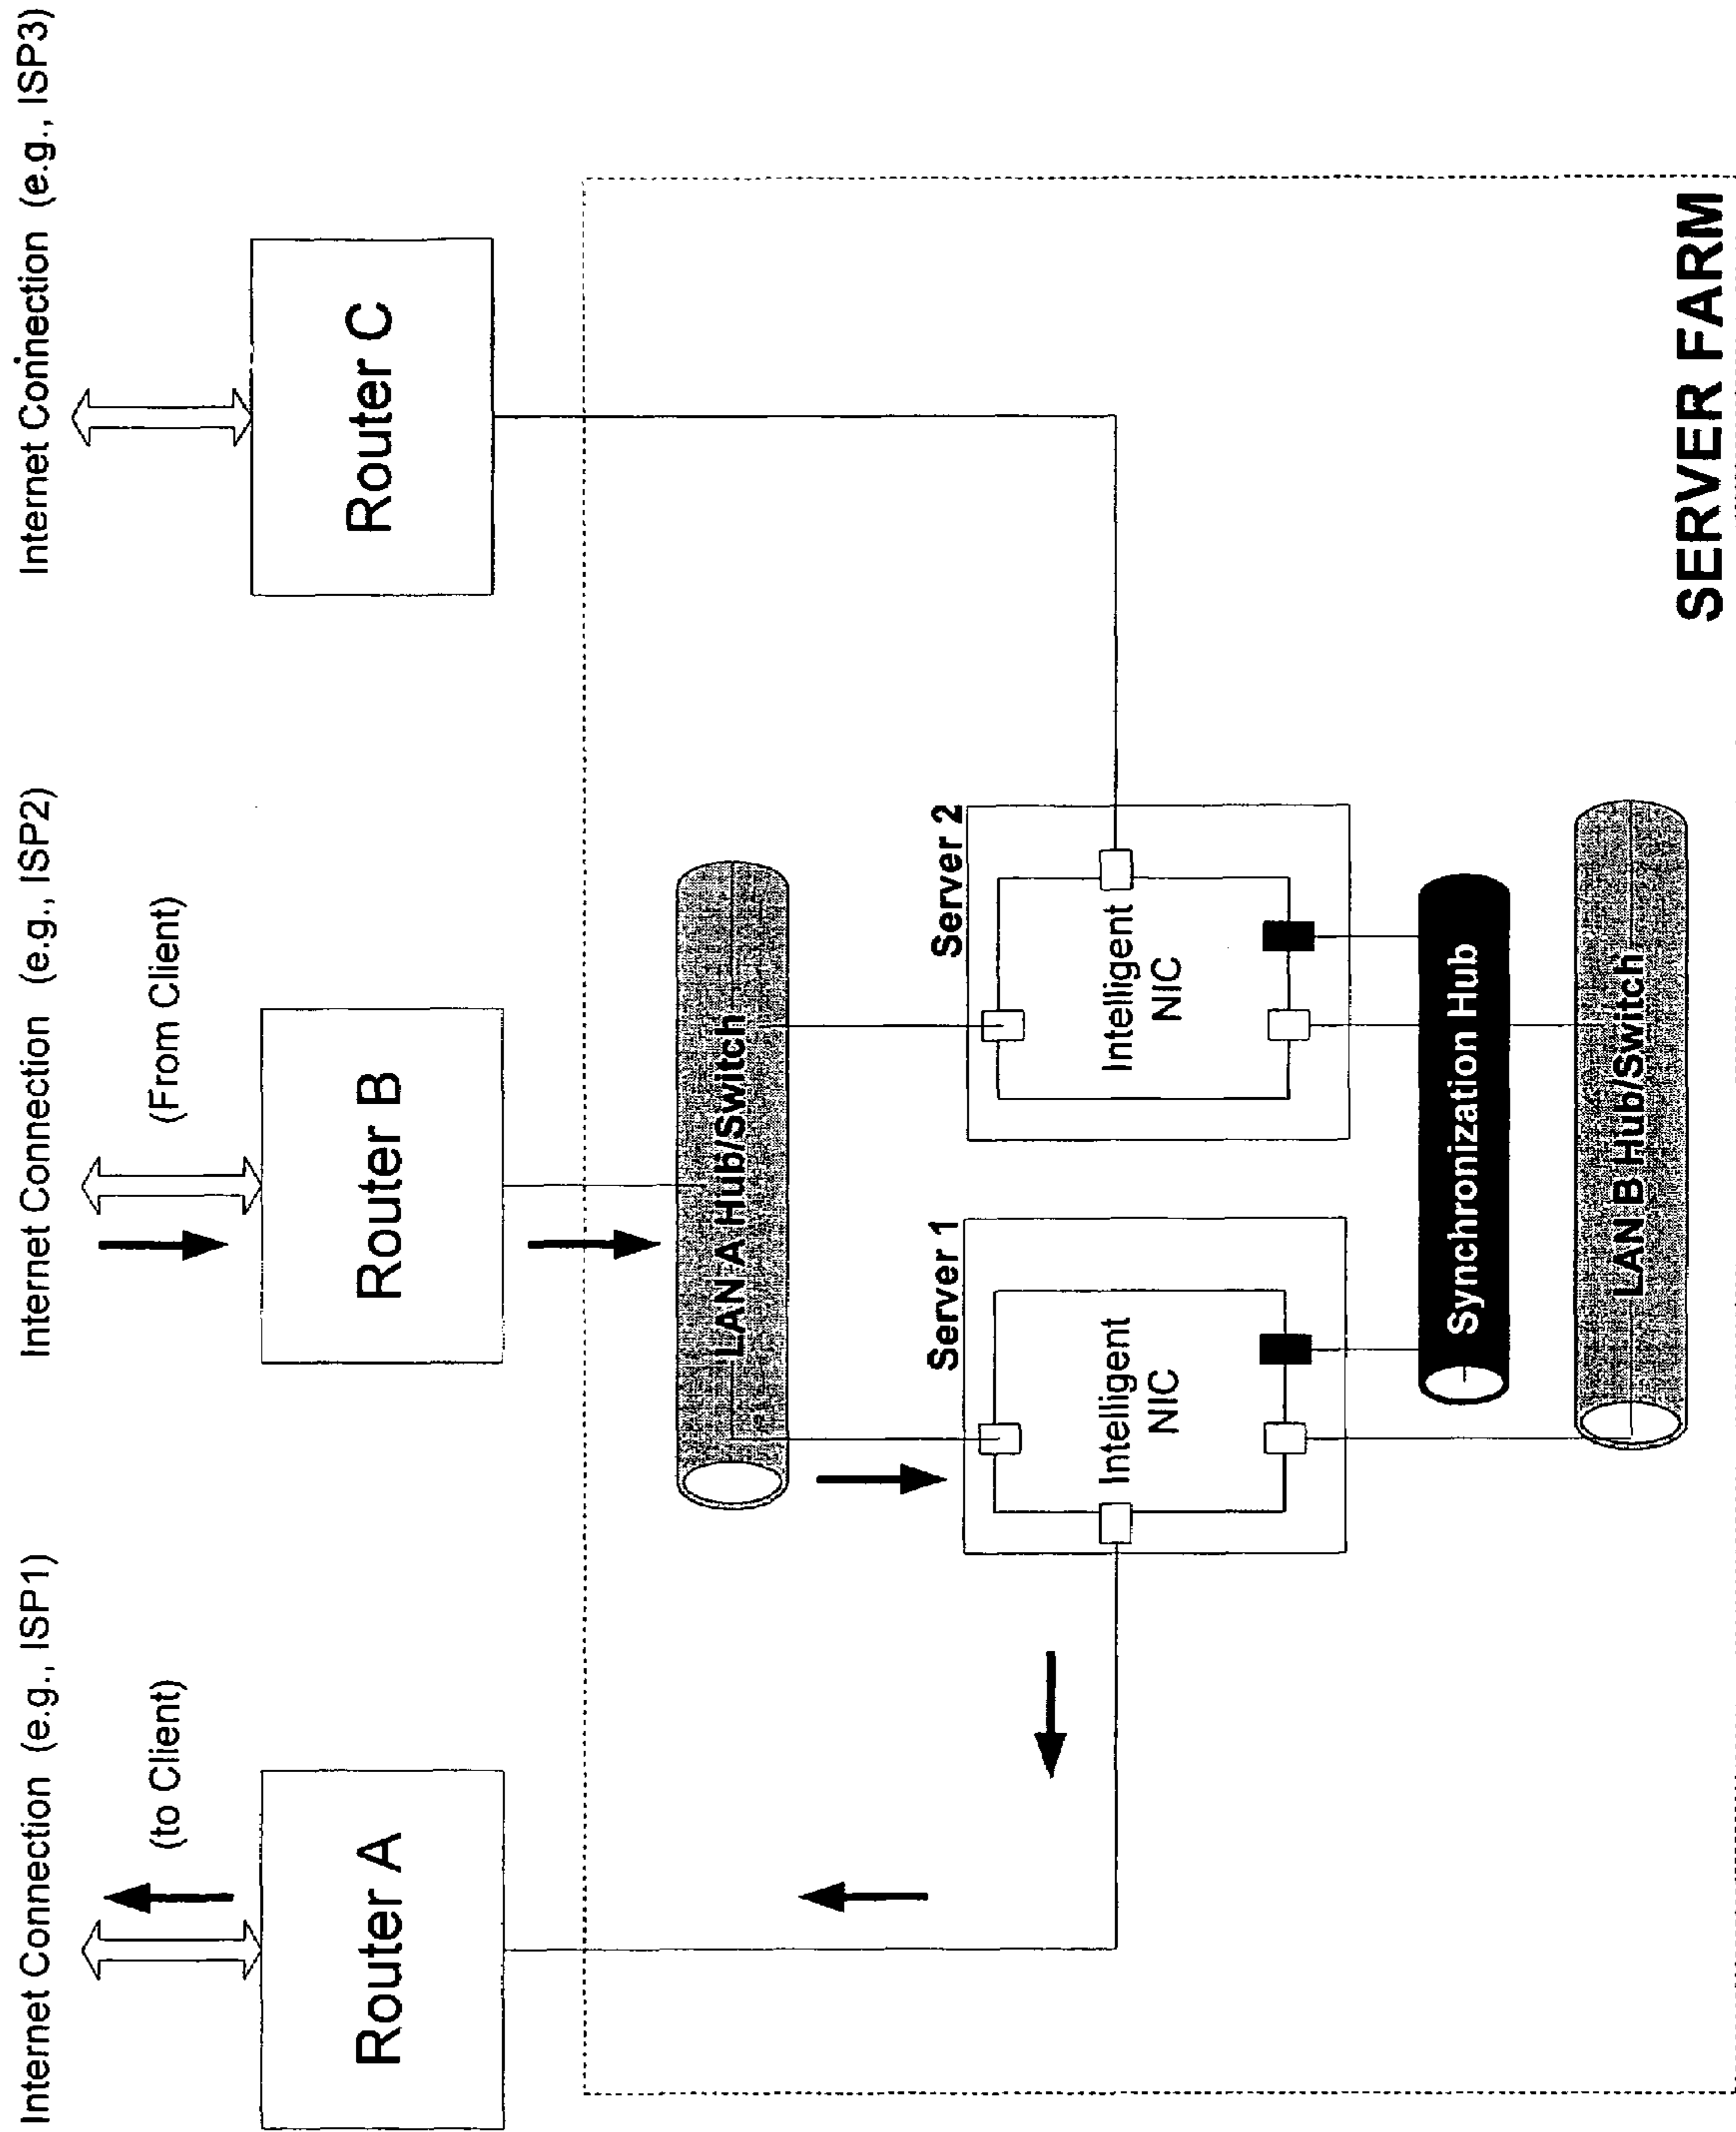 Internet Connection (e.g., ISP1)
Internet Connection (e.g., ISP2)
Internet Connection (e.g., ISP3)
(to Client)
(From Client)
Router A
Router B
Router C
LAN A Hub/Switch
Server 1
Server 2
Intelligent
NIC
Intelligent
NIC
Synchronization Hub
LAN B Hub/Switch
SERVER FARM